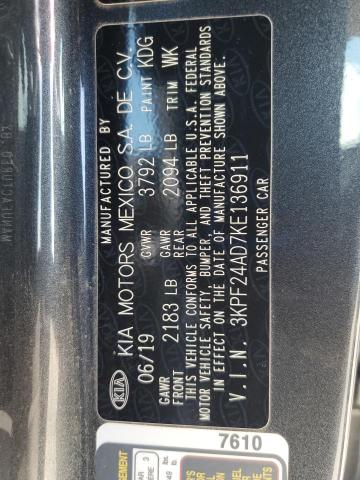 MANUFACTURED BY
KIA MOTORS MEXICO S.A. DE C.V.
KIA
06/19 GVWR 3792 LB PAINT KDG
GAWR FRONT 2183 LB GAWR REAR 2094 LB TRIM WK
THIS VEHICLE CONFORMS TO ALL APPLICABLE U.S.A. FEDERAL
MOTOR VEHICLE SAFETY, BUMPER, AND THEFT PREVENTION STANDARDS
IN EFFECT ON THE DATE OF MANUFACTURE SHOWN ABOVE.
V.I.N. 3KPF24AD7KE136911
PASSENGER CAR
7610